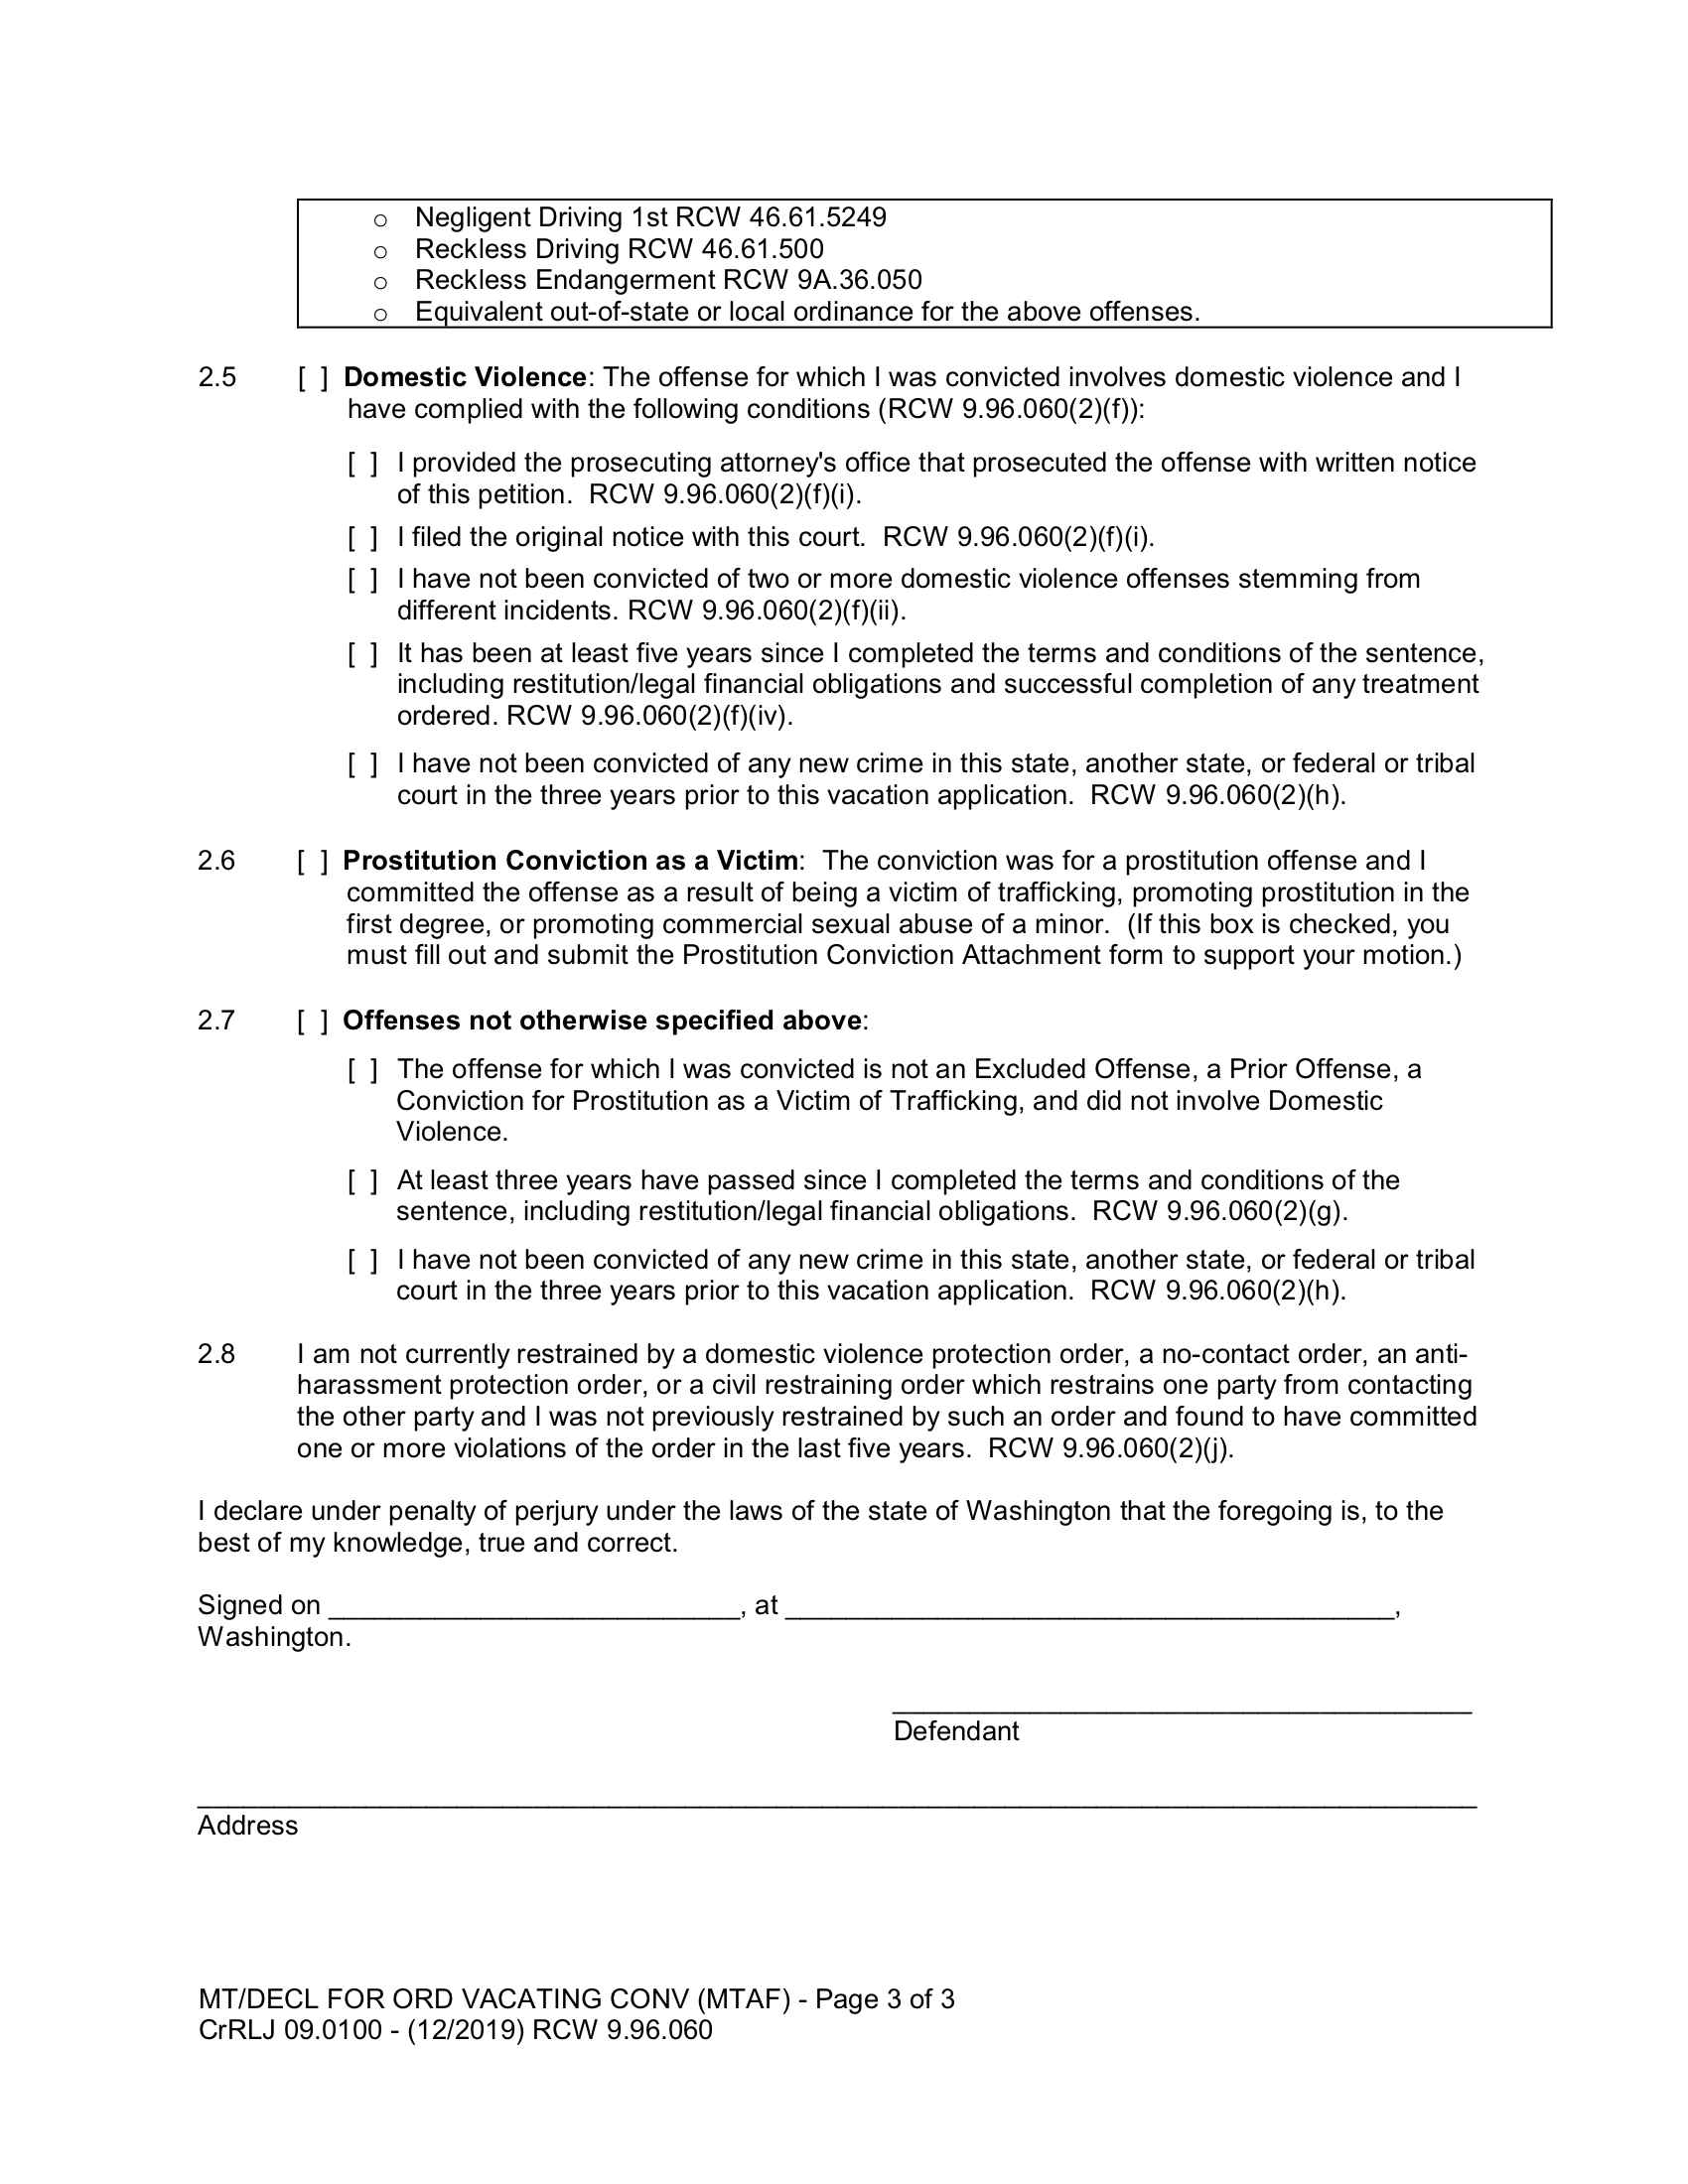 o Negligent Driving 1st RCW 46.61.5249
o Reckless Driving RCW 46.61.500
o Reckless Endangerment RCW 9A.36.050
o Equivalent out-of-state or local ordinance for the above offenses.
2.5 [ ] Domestic Violence: The offense for which I was convicted involves domestic violence and I
have complied with the following conditions (RCW 9.96.060(2)(f)):
[ ] I provided the prosecuting attorney's office that prosecuted the offense with written notice
of this petition. RCW 9.96.060(2)(f)(i).
[ ] I filed the original notice with this court. RCW 9.96.060(2)(f)(i).
[ ] I have not been convicted of two or more domestic violence offenses stemming from
different incidents. RCW 9.96.060(2)(f)(ii).
[ ] It has been at least five years since I completed the terms and conditions of the sentence,
including restitution/legal financial obligations and successful completion of any treatment
ordered. RCW 9.96.060(2)(f)(iv).
[ ] I have not been convicted of any new crime in this state, another state, or federal or tribal
court in the three years prior to this vacation application. RCW 9.96.060(2)(h).
2.6 [ ] Prostitution Conviction as a Victim: The conviction was for a prostitution offense and I
committed the offense as a result of being a victim of trafficking, promoting prostitution in the
first degree, or promoting commercial sexual abuse of a minor. (If this box is checked, you
must fill out and submit the Prostitution Conviction Attachment form to support your motion.)
2.7 [ ] Offenses not otherwise specified above:
[ ] The offense for which I was convicted is not an Excluded Offense, a Prior Offense, a
Conviction for Prostitution as a Victim of Trafficking, and did not involve Domestic
Violence.
[ ] At least three years have passed since I completed the terms and conditions of the
sentence, including restitution/legal financial obligations. RCW 9.96.060(2)(g).
[ ] I have not been convicted of any new crime in this state, another state, or federal or tribal
court in the three years prior to this vacation application. RCW 9.96.060(2)(h).
2.8 I am not currently restrained by a domestic violence protection order, a no-contact order, an anti-
harassment protection order, or a civil restraining order which restrains one party from contacting
the other party and I was not previously restrained by such an order and found to have committed
one or more violations of the order in the last five years. RCW 9.96.060(2)(j).
I declare under penalty of perjury under the laws of the state of Washington that the foregoing is, to the
best of my knowledge, true and correct.
Signed on ___________________________, at ________________________________________,
Washington.
______________________________________
Defendant
____________________________________________________________________________________
Address
MT/DECL FOR ORD VACATING CONV (MTAF) - Page 3 of 3
CrRLJ 09.0100 - (12/2019) RCW 9.96.060